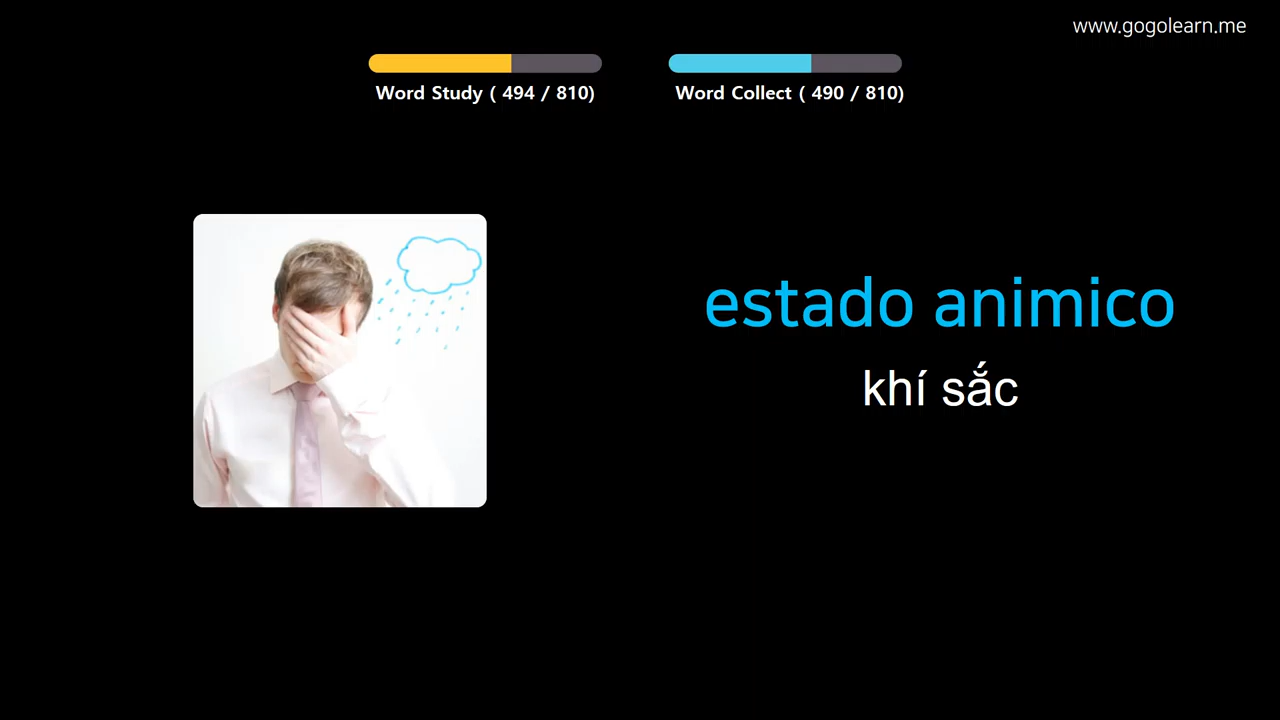 www.gogolearn.me
Word Study ( 494 / 810)
Word Collect ( 490 / 810)
estado animico
khí sắc